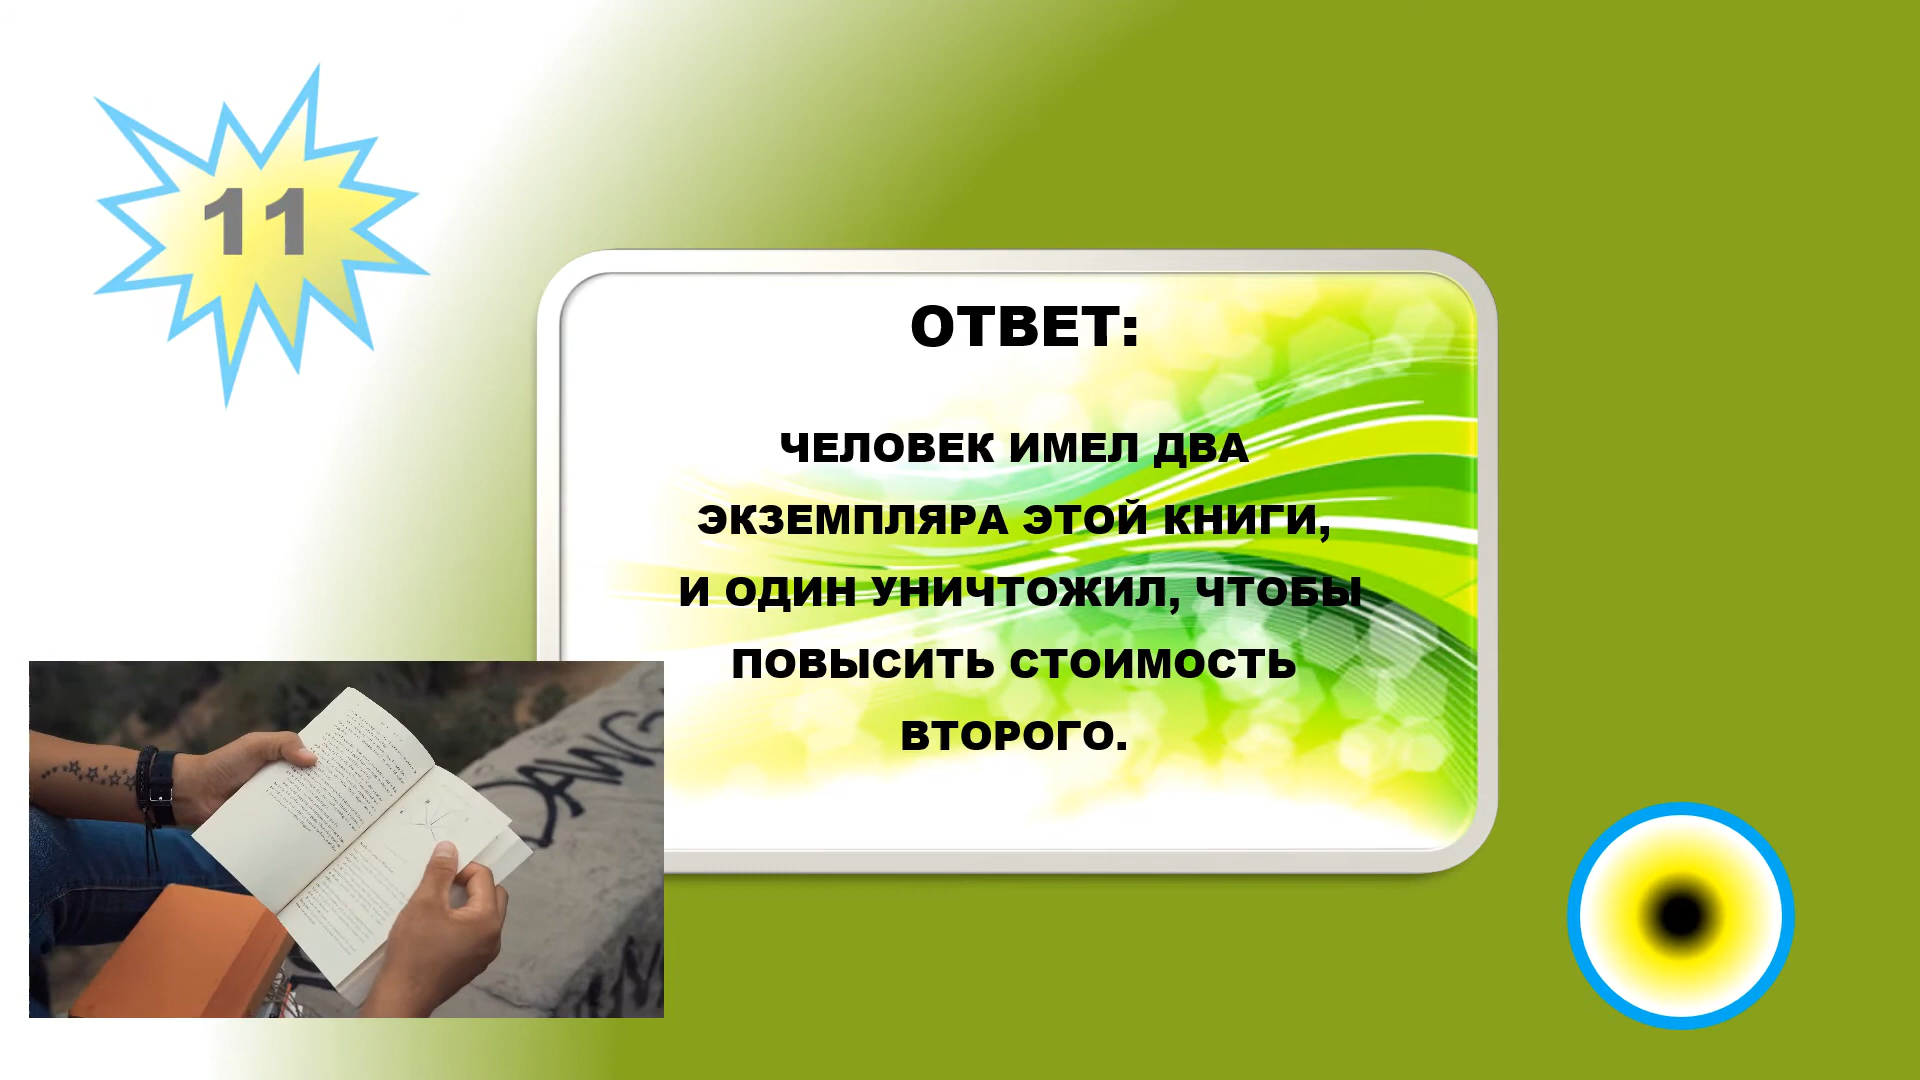 11
ОТВЕТ:
ЧЕЛОВЕК ИМЕЛ ДВА
ЭКЗЕМПЛЯРА ЭТОЙ КНИГИ,
И ОДИН УНИЧТОЖИЛ, ЧТОБЫ
ПОВЫСИТЬ СТОИМОСТЬ
ВТОРОГО.